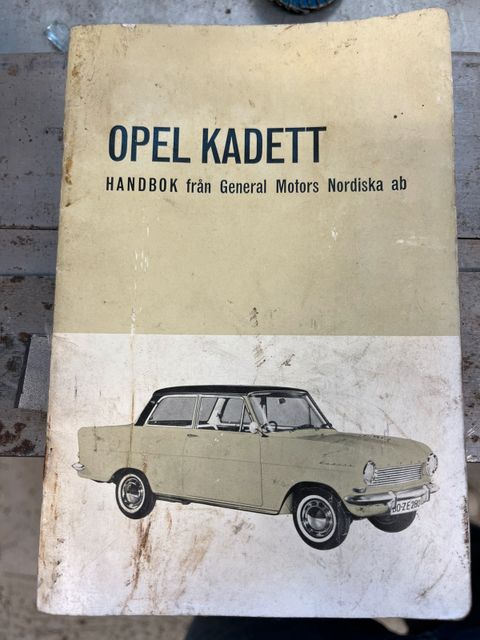 OPEL KADETT
HANDBOK från General Motors Nordiska ab